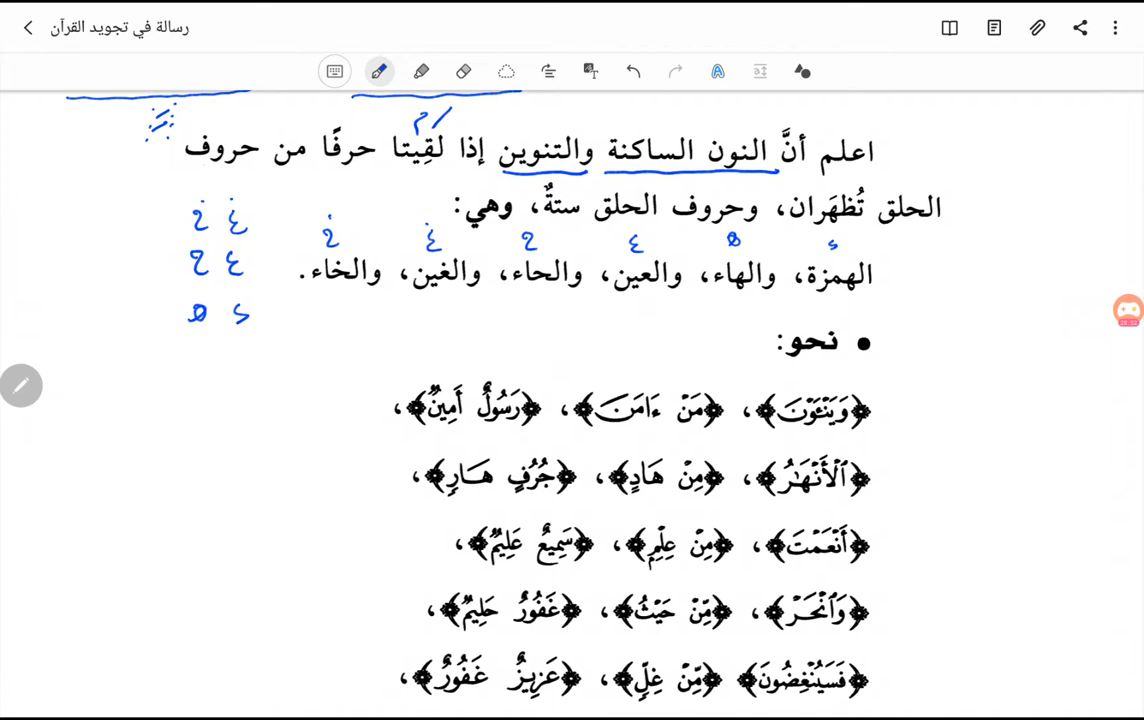 رسالة في تجويد القرآن
م
اعلم أنَّ النون الساكنة والتنوين إذا لَقِيتا حرفًا من حروف
الحلق تُظهَران، وحروف الحلق ستةٌ، وهي:
ء ه ع ح غ خ
الهمزة، والهاء، والعين، والحاء، والغين، والخاء.
غ خ
ع ح
ء ه
• نحو:
﴿وَيَنْـَٔوْنَ﴾، ﴿مَنْ ءَامَنَ﴾، ﴿رَسُولٌ أَمِينٌ﴾،
﴿ٱلْأَنْهَـٰرُ﴾، ﴿مِنْ هَادٍ﴾، ﴿جُرُفٍ هَارٍ﴾،
﴿أَنْعَمْتَ﴾، ﴿مِنْ عِلْمٍ﴾، ﴿سَمِيعٌ عَلِيمٌ﴾،
﴿وَٱنْحَرْ﴾، ﴿مِّنْ حَيْثُ﴾، ﴿غَفُورٌ حَلِيمٌ﴾،
﴿فَسَيُنْغِضُونَ﴾ ﴿مِّنْ غِلٍّ﴾، ﴿عَزِيزٌ غَفُورٌ﴾،